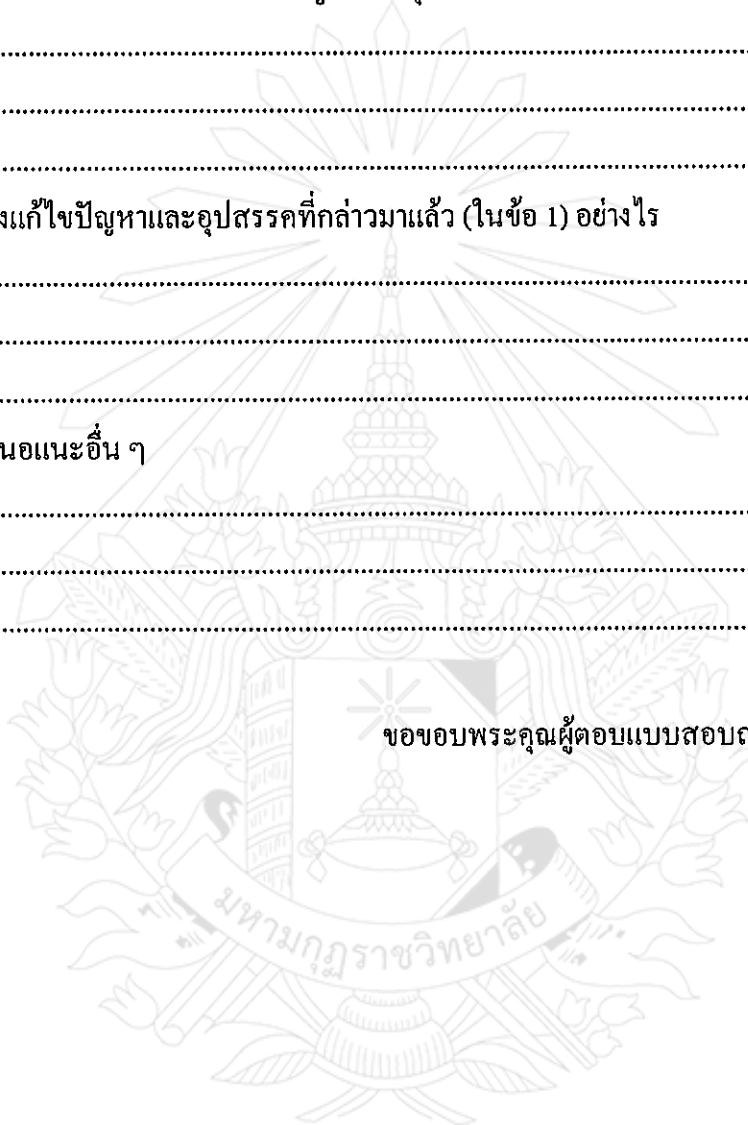 ............................................................
............................................................
............................................................
งแก้ไขปัญหาและอุปสรรคที่กล่าวมาแล้ว (ในข้อ 1) อย่างไร
............................................................
............................................................
............................................................
นอแนะอื่น ๆ
............................................................
............................................................
............................................................
ขอขอบพระคุณผู้ตอบแบบสอบถ
มหามกุฏราชวิทยาลัย